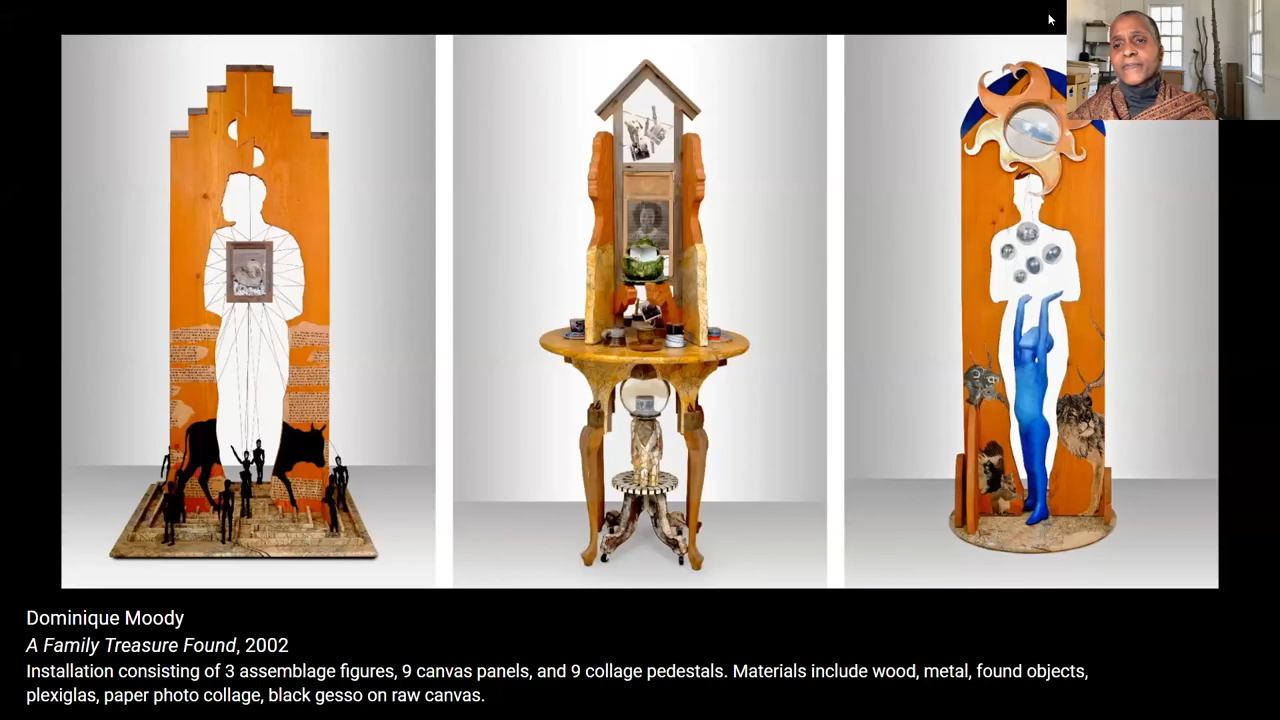 Dominique Moody
A Family Treasure Found, 2002
Installation consisting of 3 assemblage figures, 9 canvas panels, and 9 collage pedestals. Materials include wood, metal, found objects,
plexiglas, paper photo collage, black gesso on raw canvas.